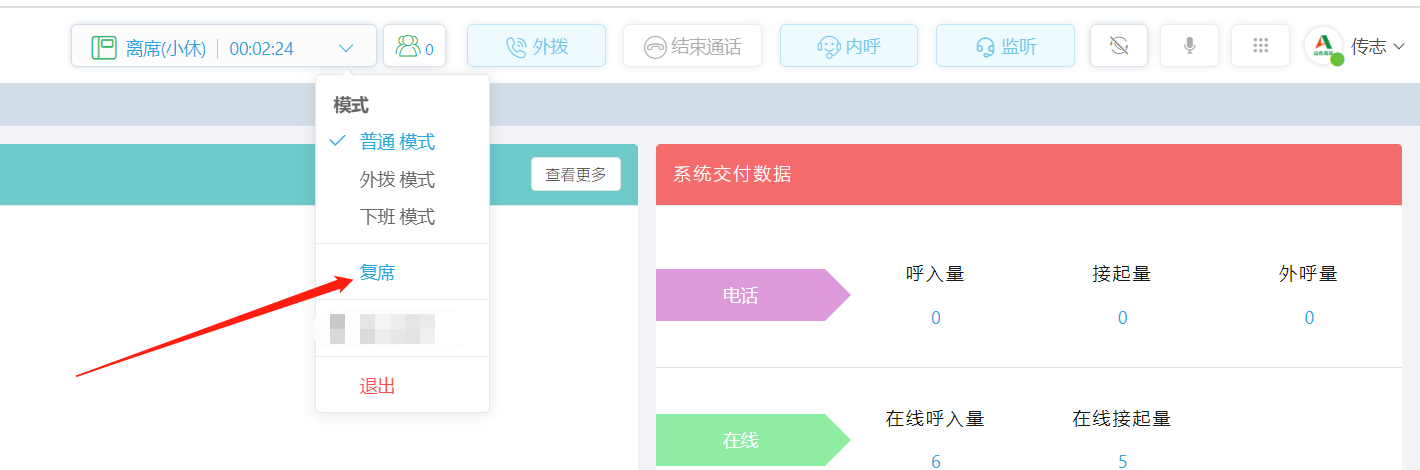 离席(小休) 00:02:24 0 外拨 结束通话 内呼 监听 传志
模式
普通 模式
外拨 模式
下班 模式
复席
退出
查看更多
系统交付数据
呼入量 接起量 外呼量
电话
0 0 0
在线呼入量 在线接起量
在线
6 5